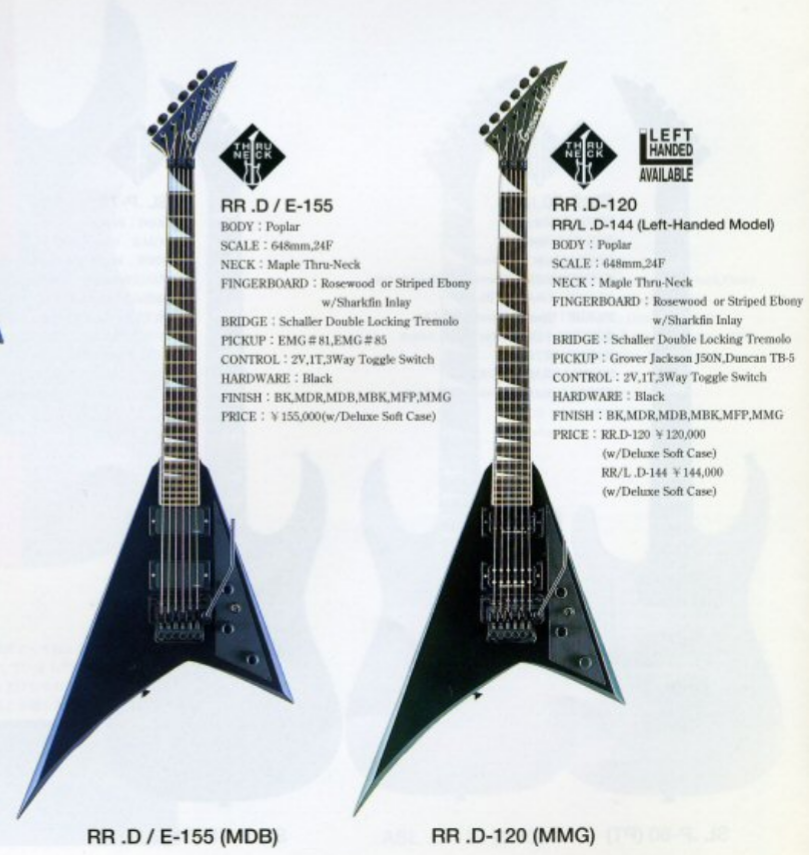 THRU
NECK
RR .D / E-155
BODY : Poplar
SCALE : 648mm,24F
NECK : Maple Thru-Neck
FINGERBOARD : Rosewood or Striped Ebony
w/Sharkfin Inlay
BRIDGE : Schaller Double Locking Tremolo
PICKUP : EMG#81,EMG#85
CONTROL : 2V,1T,3Way Toggle Switch
HARDWARE : Black
FINISH : BK,MDR,MDB,MBK,MFP,MMG
PRICE : ¥155,000(w/Deluxe Soft Case)
THRU
NECK
LEFT
HANDED
AVAILABLE
RR .D-120
RR/L .D-144 (Left-Handed Model)
BODY : Poplar
SCALE : 648mm,24F
NECK : Maple Thru-Neck
FINGERBOARD : Rosewood or Striped Ebony
w/Sharkfin Inlay
BRIDGE : Schaller Double Locking Tremolo
PICKUP : Grover Jackson J50N,Duncan TB-5
CONTROL : 2V,1T,3Way Toggle Switch
HARDWARE : Black
FINISH : BK,MDR,MDB,MBK,MFP,MMG
PRICE : RR.D-120 ¥120,000
(w/Deluxe Soft Case)
RR/L .D-144 ¥144,000
(w/Deluxe Soft Case)
Grover Jackson
Grover Jackson
RR .D / E-155 (MDB)
RR .D-120 (MMG)